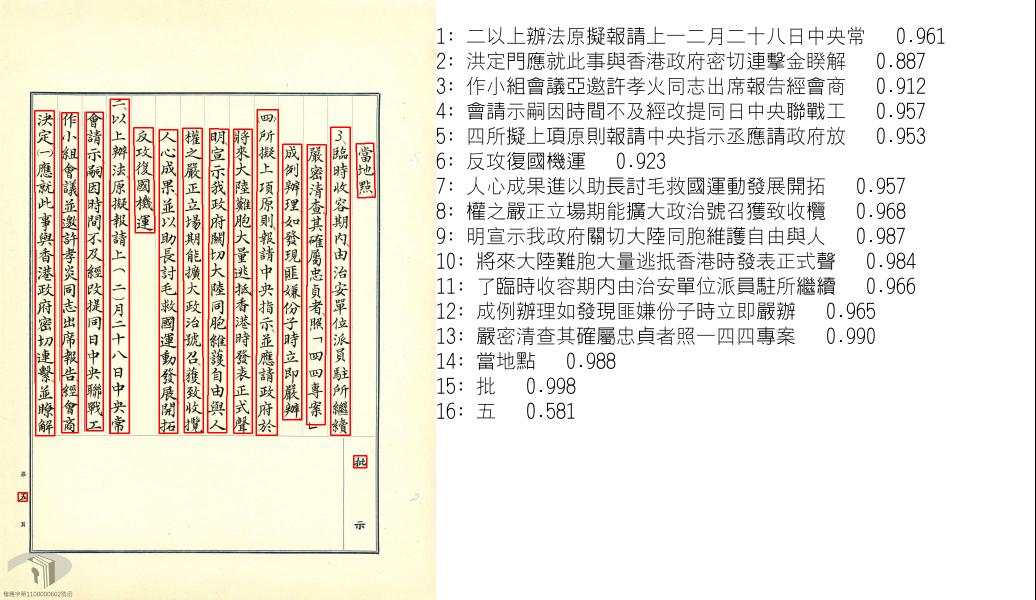 當地點
3.臨時收容期內由治安單位派員駐所繼續
嚴密清查其確屬忠貞者照「一四四專案」
成例辦理如發現匪嫌份子時立即嚴辦
㈣所擬上項原則報請中央指示並應請政府於
將來大陸難胞大量逃抵香港時發表正式聲
明宣示我政府關切大陸同胞維護自由與人
權之嚴正立場期能擴大政治號召獲致收攬
人心成果並以助長討毛救國運動發展開拓
反攻復國機運
二、以上辦法原擬報請上(一二)月二十八日中央常
會請示嗣因時間不及經改提同日中央聯戰工
作小組會議並邀許孝炎同志出席報告經會商
決定㈠應就此事與香港政府密切連繫並瞭解
批示
第五頁
檔應字第1100000602號函
1: 二以上辦法原擬報請上一二月二十八日中央常 0.961
2: 洪定門應就此事與香港政府密切連擊金睽解 0.887
3: 作小組會議亞邀許孝火同志出席報告經會商 0.912
4: 會請示嗣因時間不及經改提同日中央聯戰工 0.957
5: 四所擬上項原則報請中央指示丞應請政府放 0.953
6: 反攻復國機運 0.923
7: 人心成果進以助長討毛救國運動發展開拓 0.957
8: 權之嚴正立場期能擴大政治號召獲致收欖 0.968
9: 明宣示我政府關切大陸同胞維護自由與人 0.987
10: 將來大陸難胞大量逃抵香港時發表正式聲 0.984
11: 了臨時收容期內由治安單位派員駐所繼續 0.966
12: 成例辦理如發現匪嫌份子時立即嚴辦 0.965
13: 嚴密清查其確屬忠貞者照一四四專案 0.990
14: 當地點 0.988
15: 批 0.998
16: 五 0.581